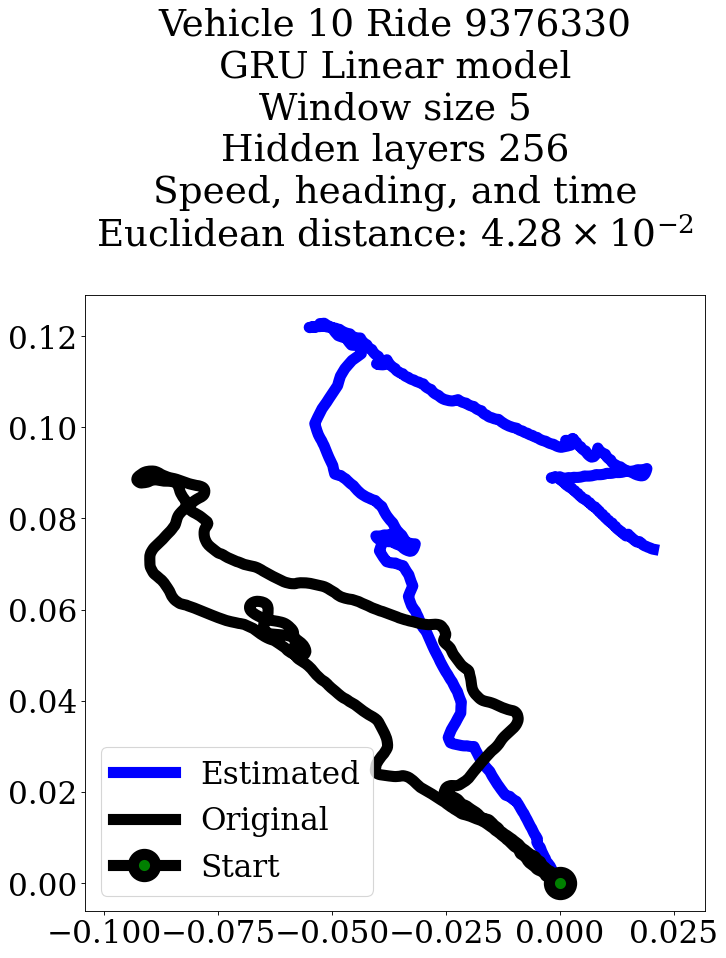 Vehicle 10 Ride 9376330
GRU Linear model
Window size 5
Hidden layers 256
Speed, heading, and time
Euclidean distance: 4.28 × 10⁻²
0.12
0.10
0.08
0.06
0.04
0.02
0.00
Estimated
Original
Start
−0.100 −0.075 −0.050 −0.025 0.000 0.025